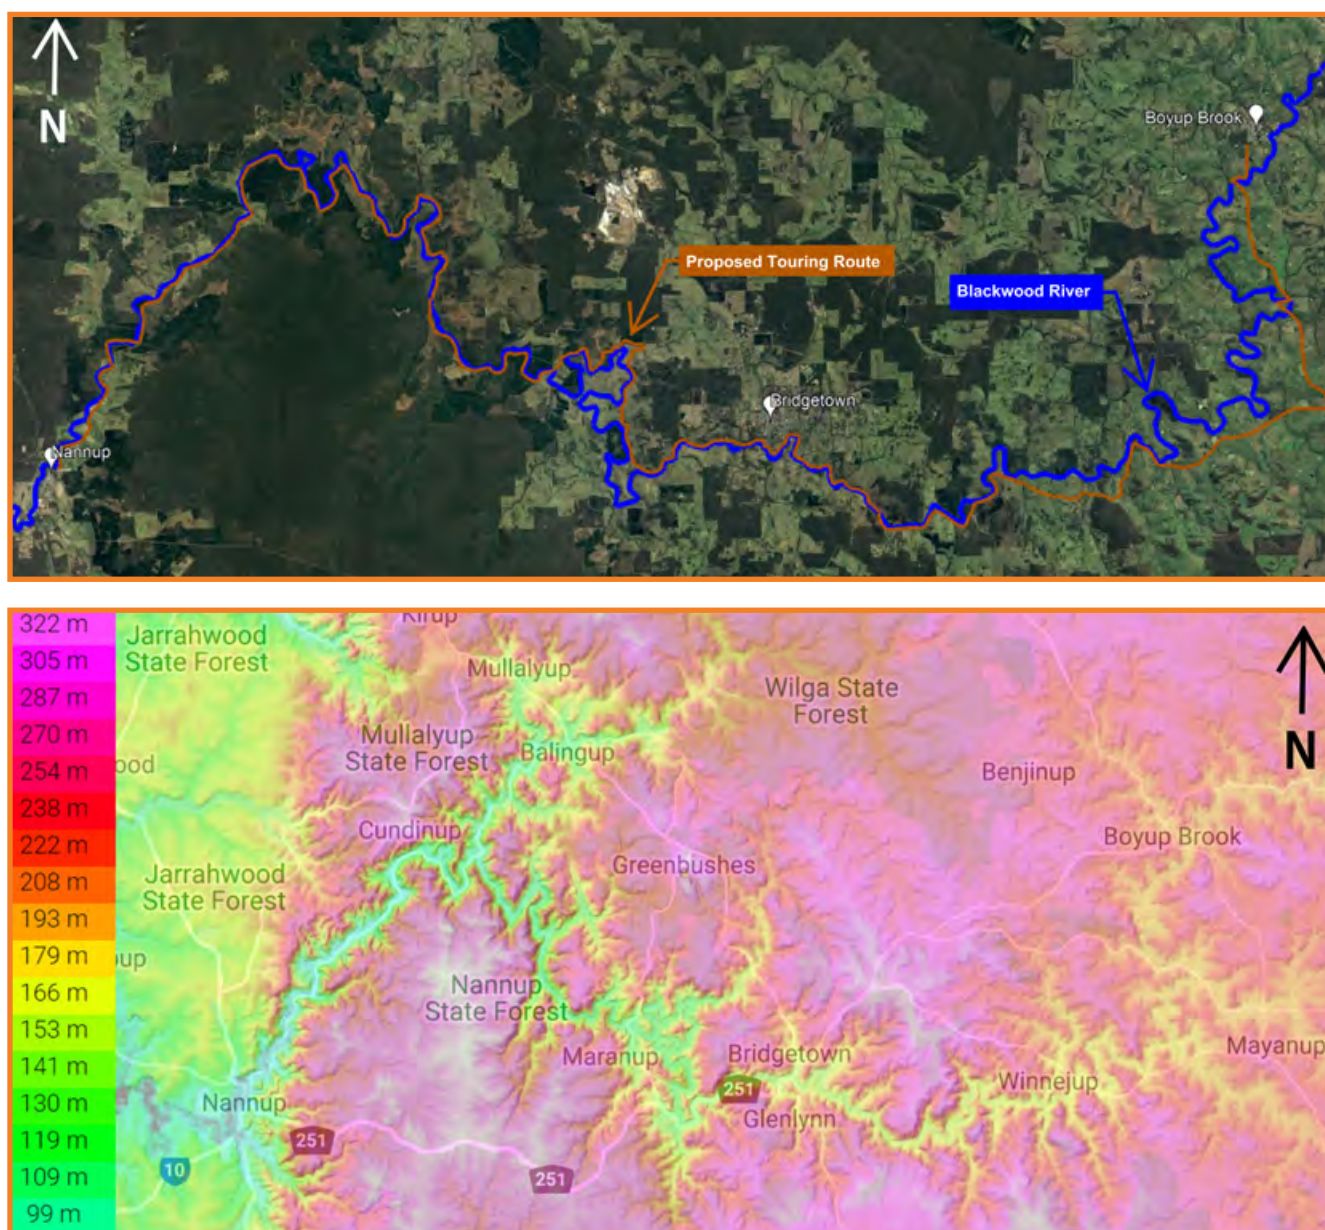 N
Boyup Brook
Proposed Touring Route
Blackwood River
Bridgetown
Nannup
322 m
305 m
287 m
270 m
254 m
238 m
222 m
208 m
193 m
179 m
166 m
153 m
141 m
130 m
119 m
109 m
99 m
Jarrahwood
State Forest
Kirup
Mullalyup
Wilga State
Forest
N
Mullalyup
State Forest
Balingup
ood
Benjinup
Cundinup
Boyup Brook
Greenbushes
Jarrahwood
State Forest
up
Nannup
State Forest
Maranup
Bridgetown
Mayanup
Winnejup
251
Nannup
Glenlynn
251
10
251